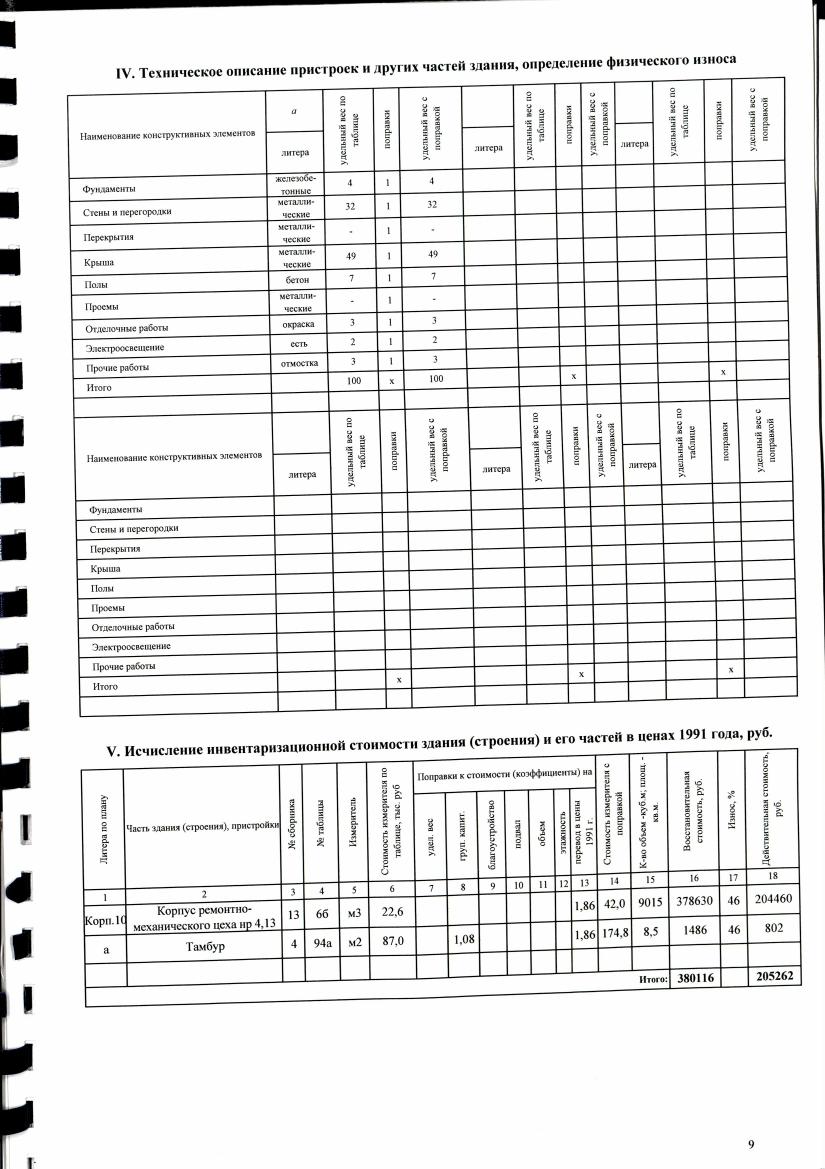 IV. Техническое описание пристроек и других частей здания, определение физического износа
Наименование конструктивных элементов | а литера | удельный вес по таблице | поправки | удельный вес с поправкой | литера | удельный вес по таблице | поправки | удельный вес с поправкой | литера | удельный вес по таблице | поправки | удельный вес с поправкой
Фундаменты | железобе-тонные | 4 | 1 | 4
Стены и перегородки | металли-ческие | 32 | 1 | 32
Перекрытия | металли-ческие | - | 1 | -
Крыша | металли-ческие | 49 | 1 | 49
Полы | бетон | 7 | 1 | 7
Проемы | металли-ческие | - | 1 | -
Отделочные работы | окраска | 3 | 1 | 3
Электроосвещение | есть | 2 | 1 | 2
Прочие работы | отмостка | 3 | 1 | 3
Итого | 100 | х | 100 | х | х
Наименование конструктивных элементов | литера | удельный вес по таблице | поправки | удельный вес с поправкой | литера | удельный вес по таблице | поправки | удельный вес с поправкой | литера | удельный вес по таблице | поправки | удельный вес с поправкой
Фундаменты
Стены и перегородки
Перекрытия
Крыша
Полы
Проемы
Отделочные работы
Электроосвещение
Прочие работы
Итого | х | х | х
V. Исчисление инвентаризационной стоимости здания (строения) и его частей в ценах 1991 года, руб.
Литера по плану | Часть здания (строения), пристройки | № сборника | № таблицы | Измеритель | Стоимость измерителя по таблице, тыс. руб | Поправки к стоимости (коэффициенты) на | удел. вес | груп. капит. | благоустройство | подвал | объем | этажность | перевод в цены 1991 г. | Стоимость измерителя с поправкой | К-во объем -куб.м; площ. - кв.м. | Восстановительная стоимость, руб. | Износ, % | Действительная стоимость, руб.
1 | 2 | 3 | 4 | 5 | 6 | 7 | 8 | 9 | 10 | 11 | 12 | 13 | 14 | 15 | 16 | 17 | 18
Корп.10 | Корпус ремонтно-механического цеха нр 4,13 | 13 | 6б | м3 | 22,6 | 1,86 | 42,0 | 9015 | 378630 | 46 | 204460
а | Тамбур | 4 | 94а | м2 | 87,0 | 1,08 | 1,86 | 174,8 | 8,5 | 1486 | 46 | 802
Итого: | 380116 | 205262
9